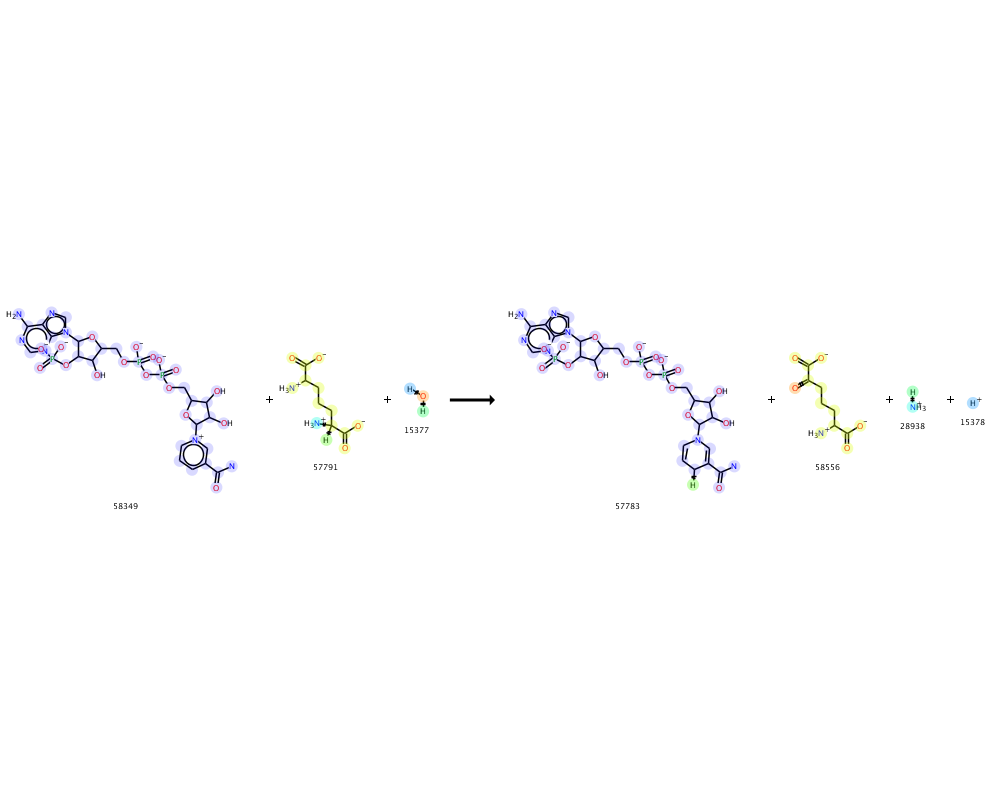 58349
+
57791
+
15377
57783
+
58556
+
28938
+
15378
H₂N
N
N
N
N
O
O⁻
P
O⁻
O
O
OH
O
O⁻
P
O
O
O⁻
P
O
O
OH
OH
O
N⁺
N
O
O
O⁻
H₃N⁺
H₃N⁺
H
O⁻
O
H
O
H
H₂N
N
N
N
N
O
O⁻
P
O⁻
O
O
OH
O
O⁻
P
O
O
O⁻
P
O
O
OH
OH
O
N
N
O
H
O
O⁻
O
H₃N⁺
O⁻
O
H
NH₃⁺
H⁺